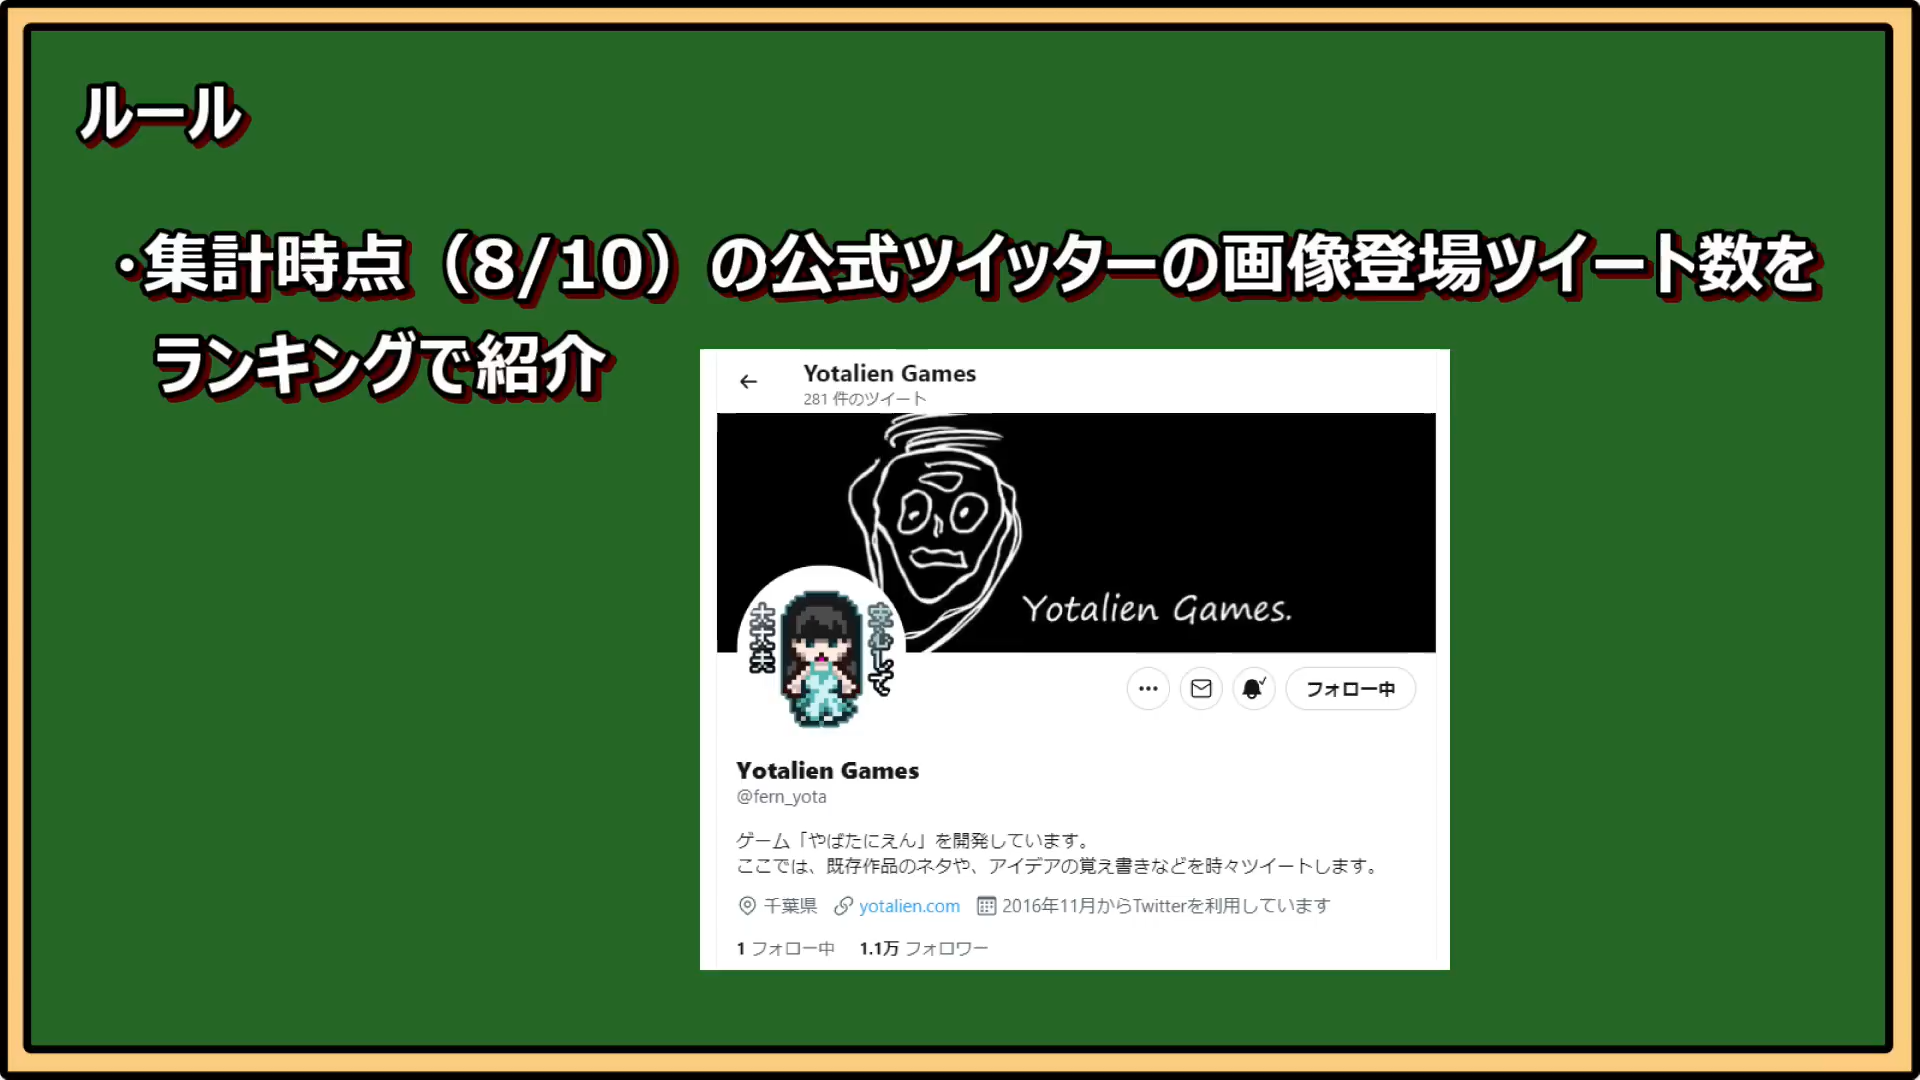 ルール
・集計時点（8/10）の公式ツイッターの画像登場ツイート数を
ランキングで紹介
Yotalien Games
281 件のツイート
Yotalien Games.
フォロー中
Yotalien Games
@fern_yota
ゲーム「やばたにえん」を開発しています。
ここでは、既存作品のネタや、アイデアの覚え書きなどを時々ツイートします。
千葉県 yotalien.com 2016年11月からTwitterを利用しています
1 フォロー中 1.1万 フォロワー